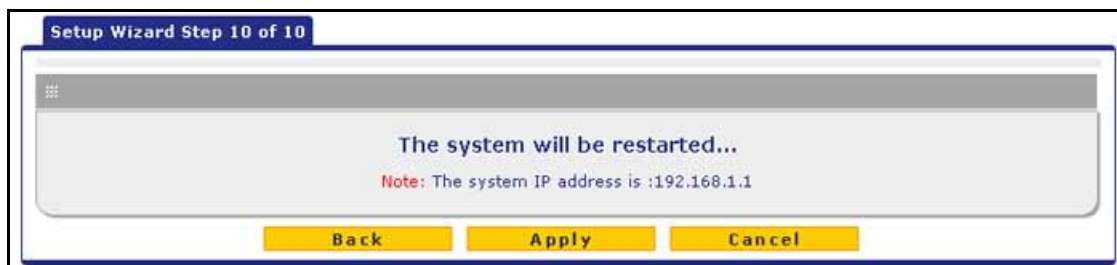 Setup Wizard Step 10 of 10
The system will be restarted...
Note: The system IP address is :192.168.1.1
Back Apply Cancel